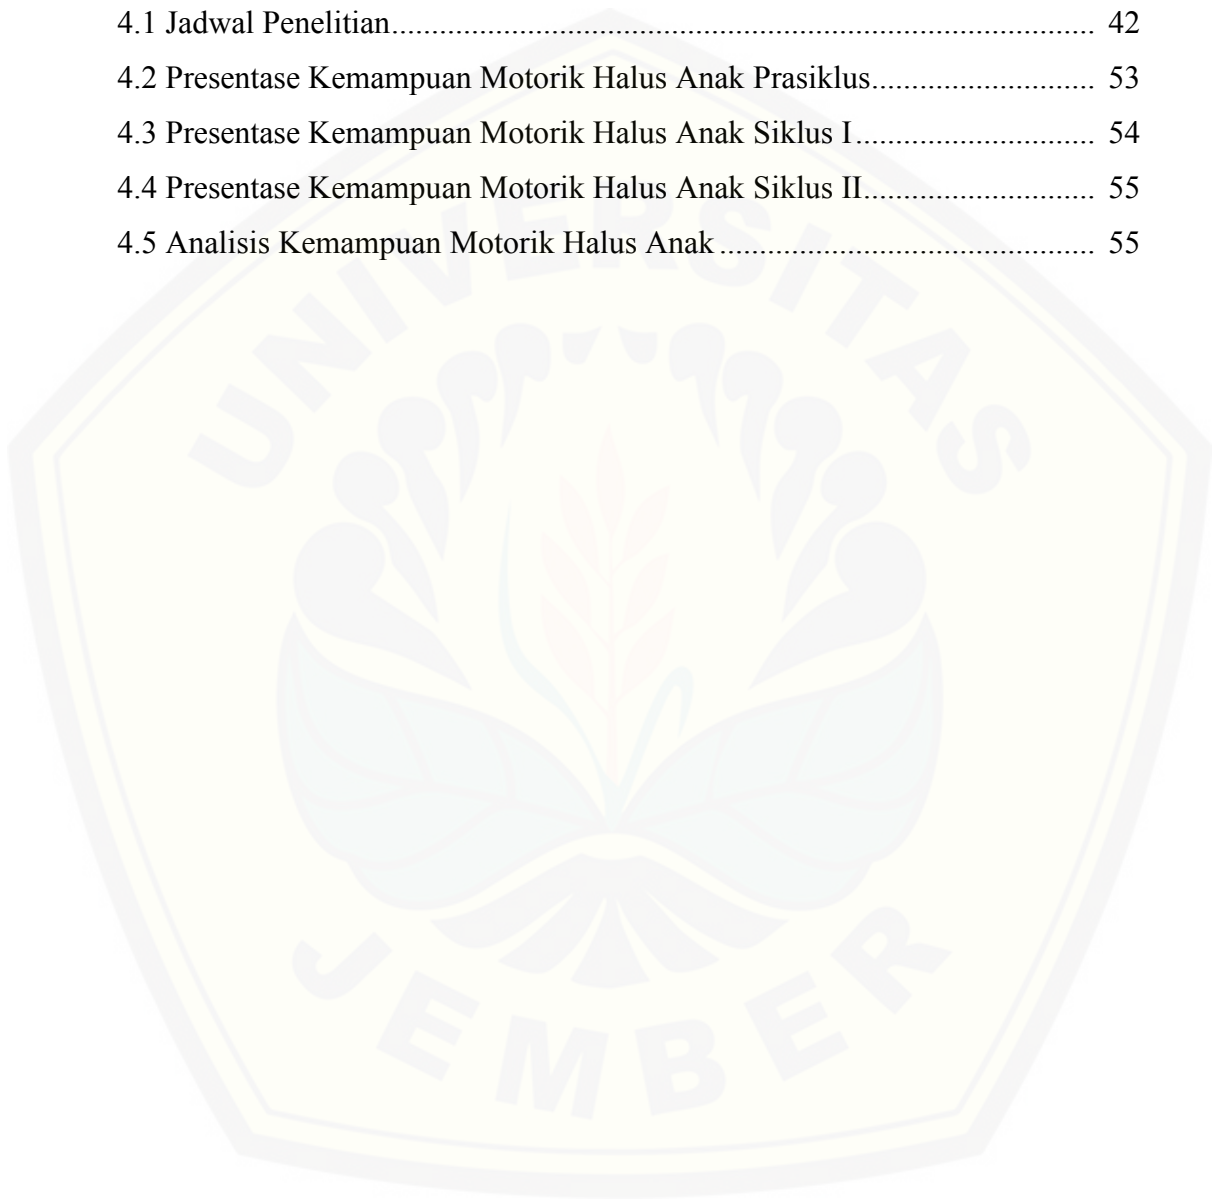 4.1 Jadwal Penelitian.......................................................................................... 42
4.2 Presentase Kemampuan Motorik Halus Anak Prasiklus............................ 53
4.3 Presentase Kemampuan Motorik Halus Anak Siklus I.............................. 54
4.4 Presentase Kemampuan Motorik Halus Anak Siklus II............................. 55
4.5 Analisis Kemampuan Motorik Halus Anak ............................................... 55
UNIVERSITAS
JEMBER